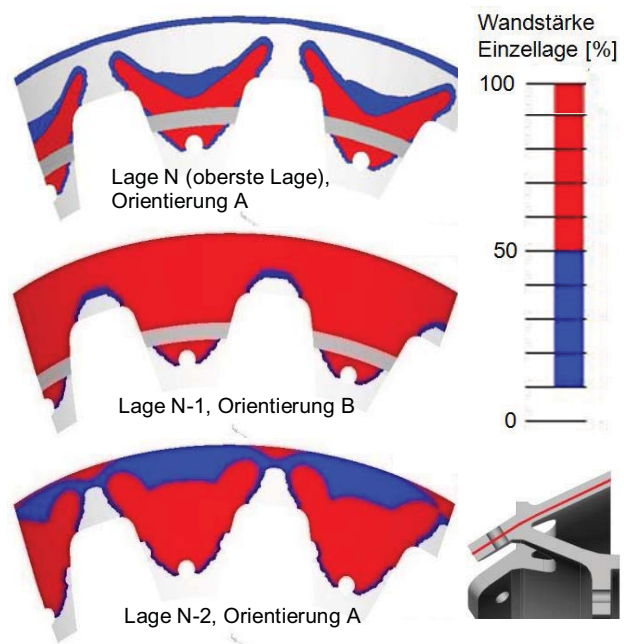 Wandstärke
Einzellage [%]
100
50
0
Lage N (oberste Lage),
Orientierung A
Lage N-1, Orientierung B
Lage N-2, Orientierung A